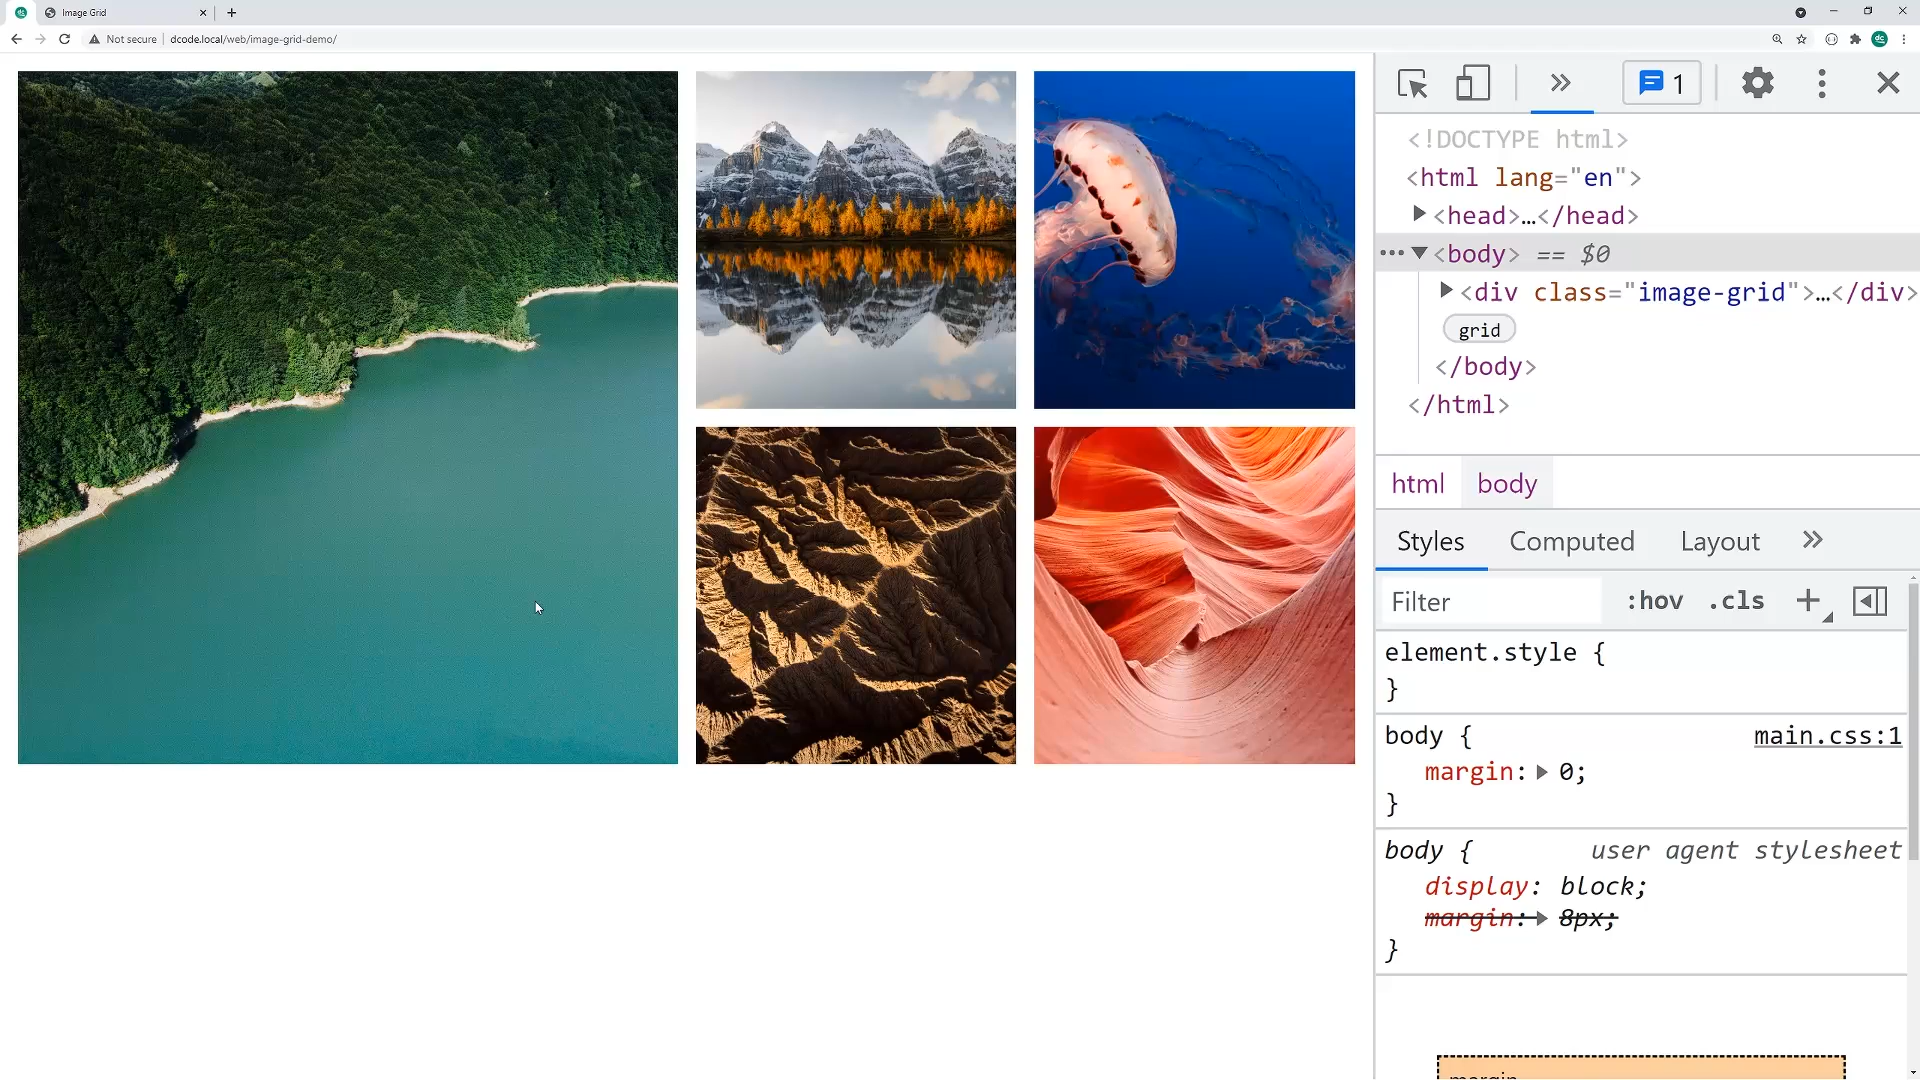 Image Grid
Not secure
dcode.local/web/image-grid-demo/
1
<!DOCTYPE html>
<html lang="en">
<head>…</head>
<body> == $0
<div class="image-grid">…</div>
grid
</body>
</html>
html body
Styles Computed Layout
Filter :hov .cls
element.style {
}
body { main.css:1
margin: 0;
}
body { user agent stylesheet
display: block;
margin: 8px;
}